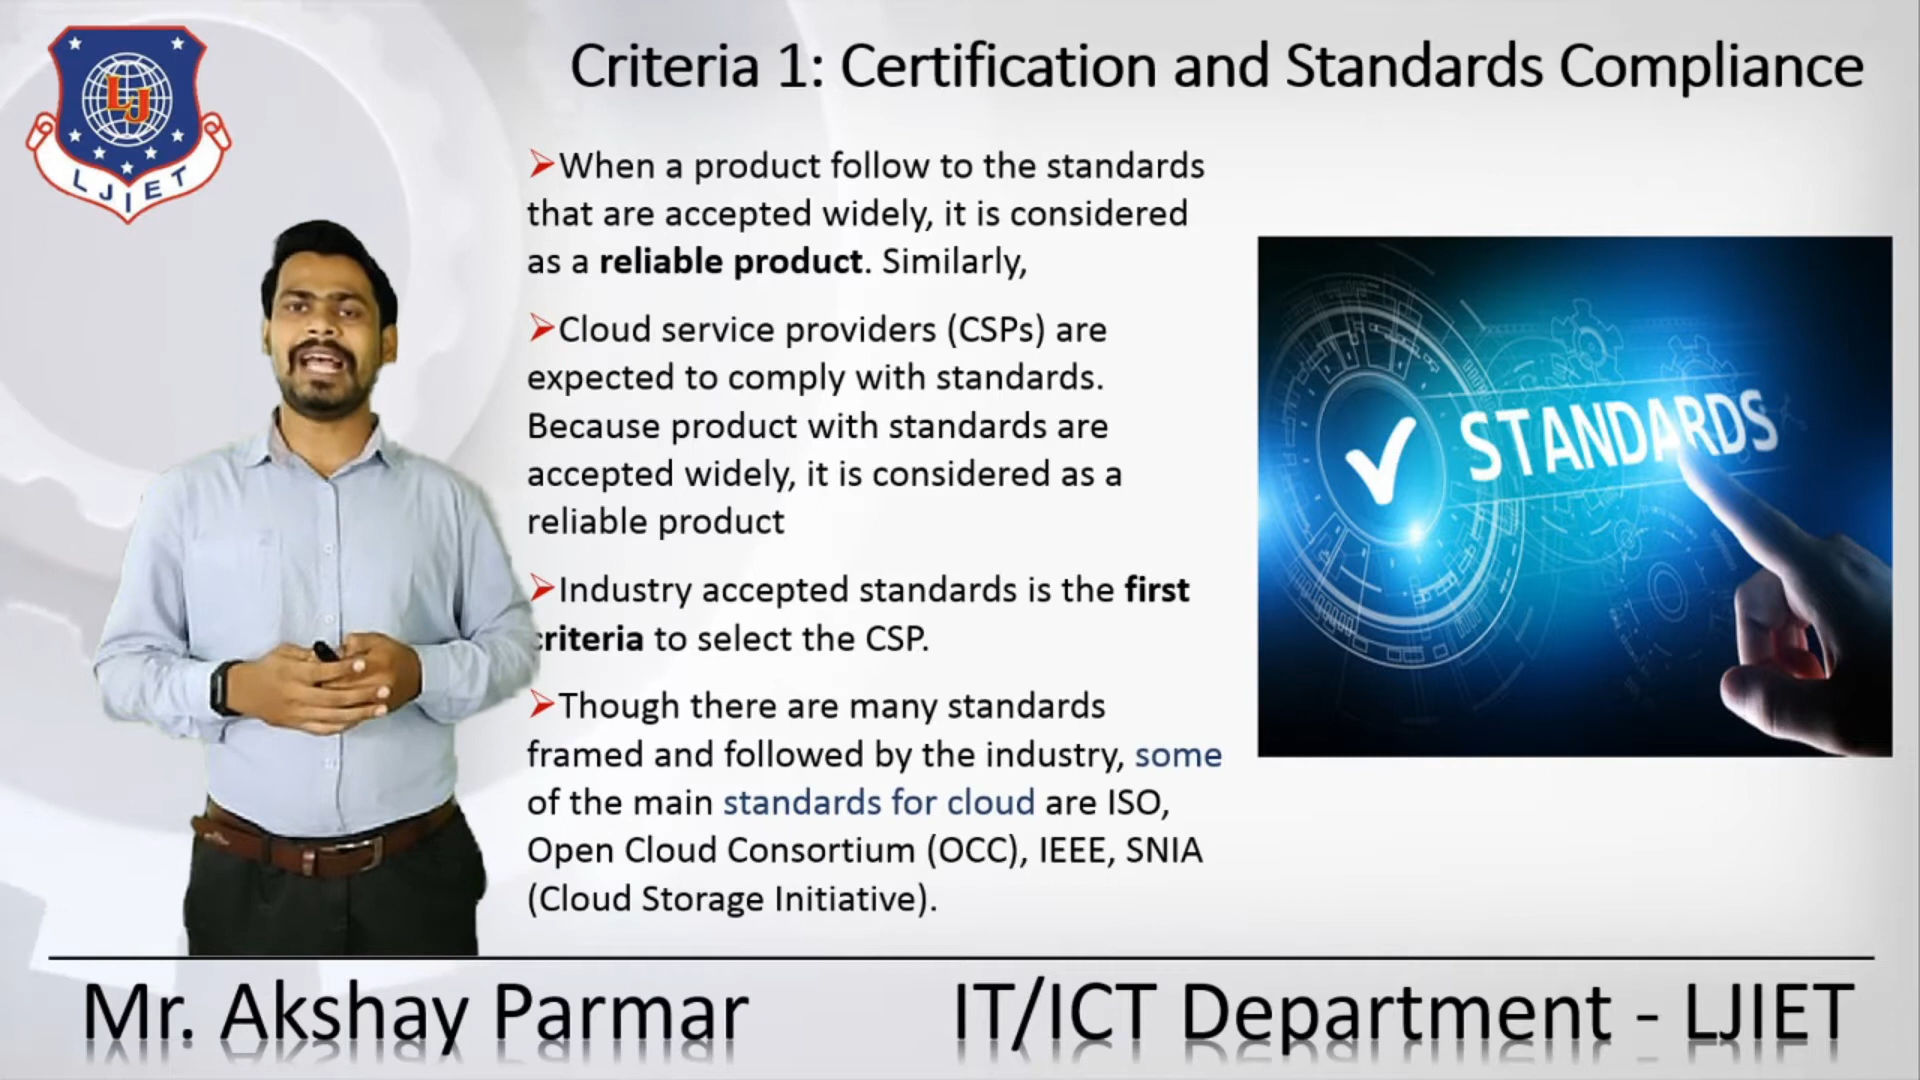 LJ
LJIET
Criteria 1: Certification and Standards Compliance
When a product follow to the standards
that are accepted widely, it is considered
as a reliable product. Similarly,
Cloud service providers (CSPs) are
expected to comply with standards.
Because product with standards are
accepted widely, it is considered as a
reliable product
Industry accepted standards is the first
criteria to select the CSP.
Though there are many standards
framed and followed by the industry, some
of the main standards for cloud are ISO,
Open Cloud Consortium (OCC), IEEE, SNIA
(Cloud Storage Initiative).
STANDARDS
Mr. Akshay Parmar
IT/ICT Department - LJIET